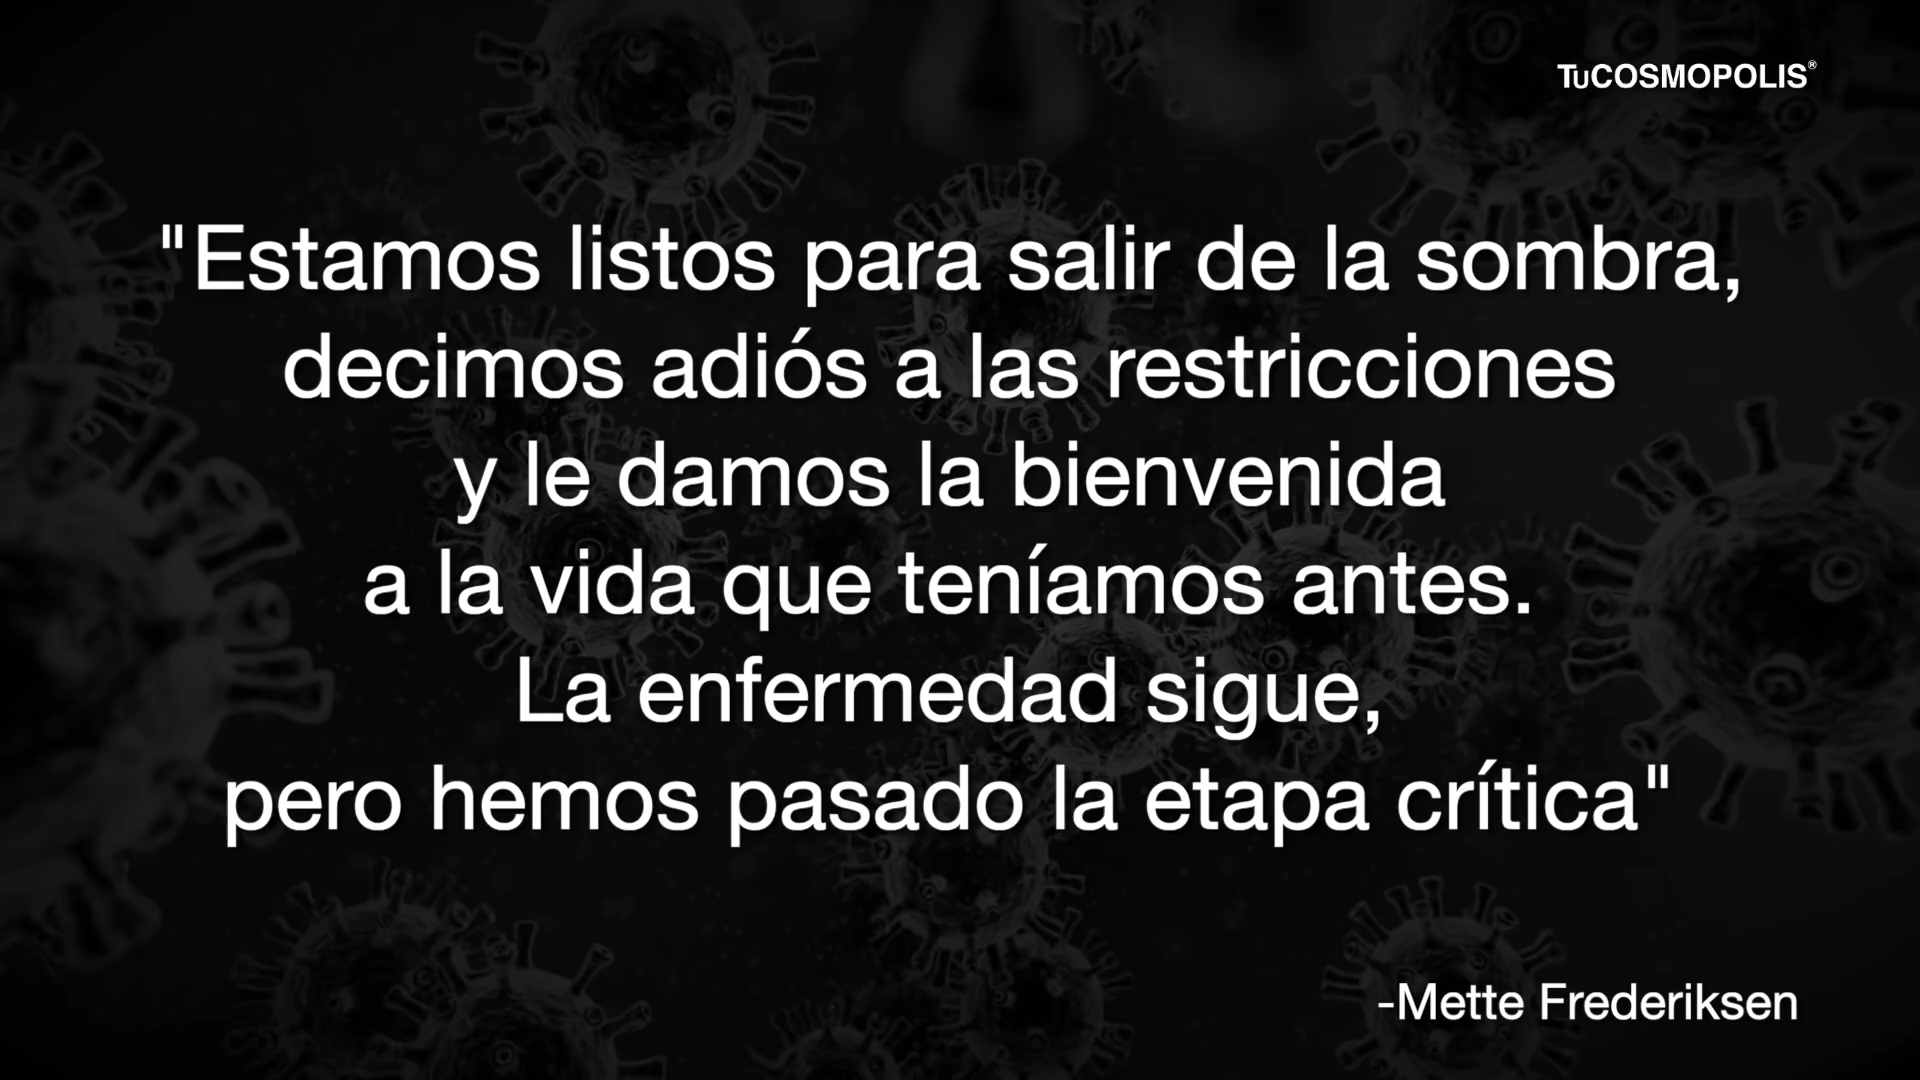 TuCOSMOPOLIS®
"Estamos listos para salir de la sombra,
decimos adiós a las restricciones
y le damos la bienvenida
a la vida que teníamos antes.
La enfermedad sigue,
pero hemos pasado la etapa crítica"
-Mette Frederiksen